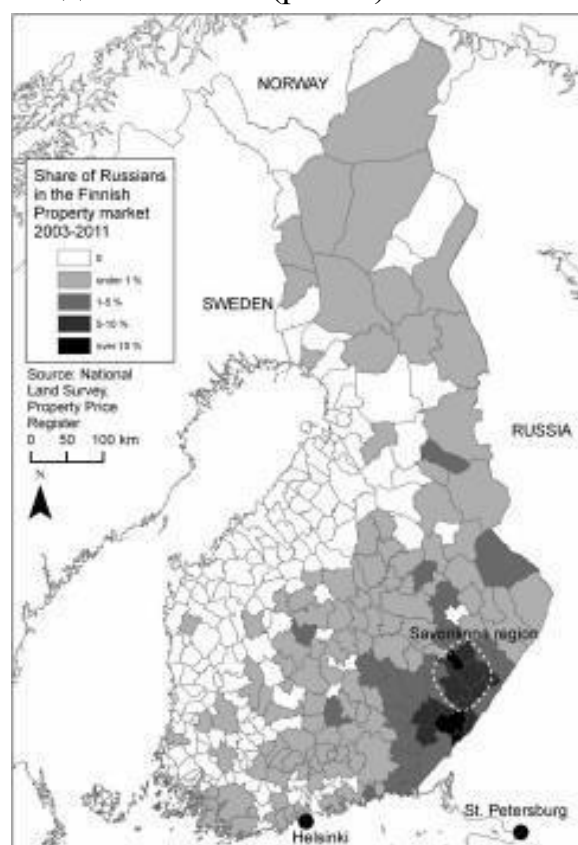 NORWAY
Share of Russians
in the Finnish
Property market
2003-2011
0
under 1 %
1-5 %
5-10 %
over 10 %
SWEDEN
Source: National
Land Survey,
Property Price
Register
0 50 100 km
N
RUSSIA
Savonlinna region
St. Petersburg
Helsinki